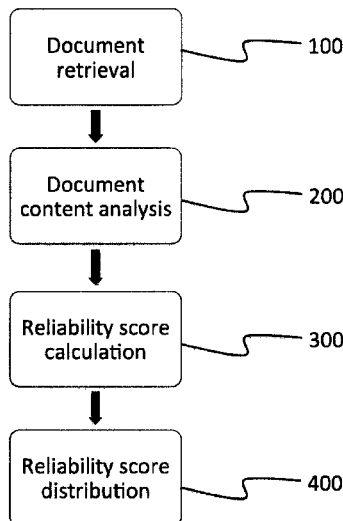 Document
retrieval
100
Document
content analysis
200
Reliability score
calculation
300
Reliability score
distribution
400